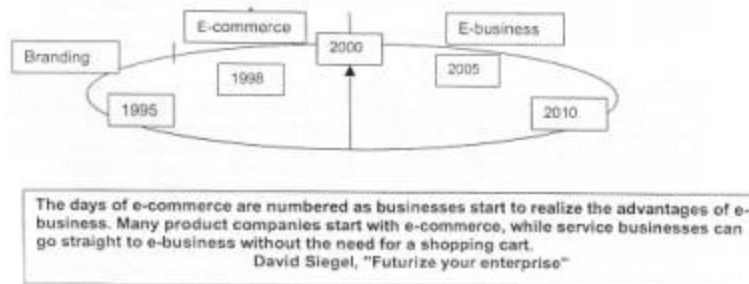 E-commerce
E-business
2000
Branding
1998
2005
1995
2010
The days of e-commerce are numbered as businesses start to realize the advantages of e-
business. Many product companies start with e-commerce, while service businesses can
go straight to e-business without the need for a shopping cart.
David Siegel, "Futurize your enterprise"